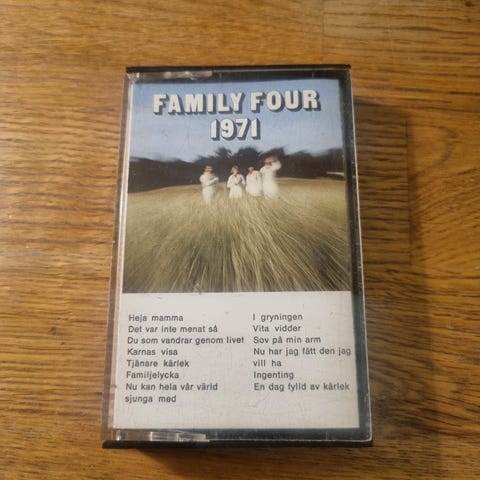 FAMILY FOUR
1971
Heja mamma
Det var inte menat så
Du som vandrar genom livet
Karnas visa
Tjänare kärlek
Familjelycka
Nu kan hela vår värld
sjunga med
I gryningen
Vita vidder
Sov på min arm
Nu har jag fått den jag
vill ha
Ingenting
En dag fylld av kärlek